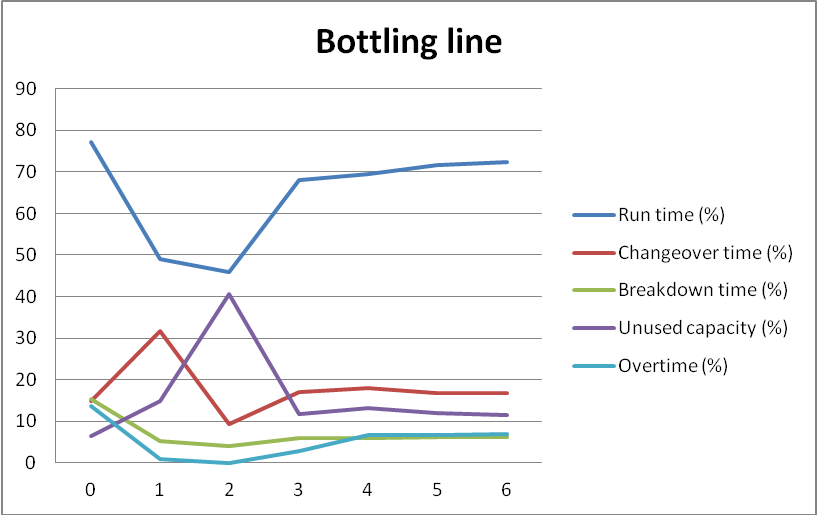 Bottling line
90
80
70
60
50
40
30
20
10
0
0 1 2 3 4 5 6
Run time (%)
Changeover time (%)
Breakdown time (%)
Unused capacity (%)
Overtime (%)